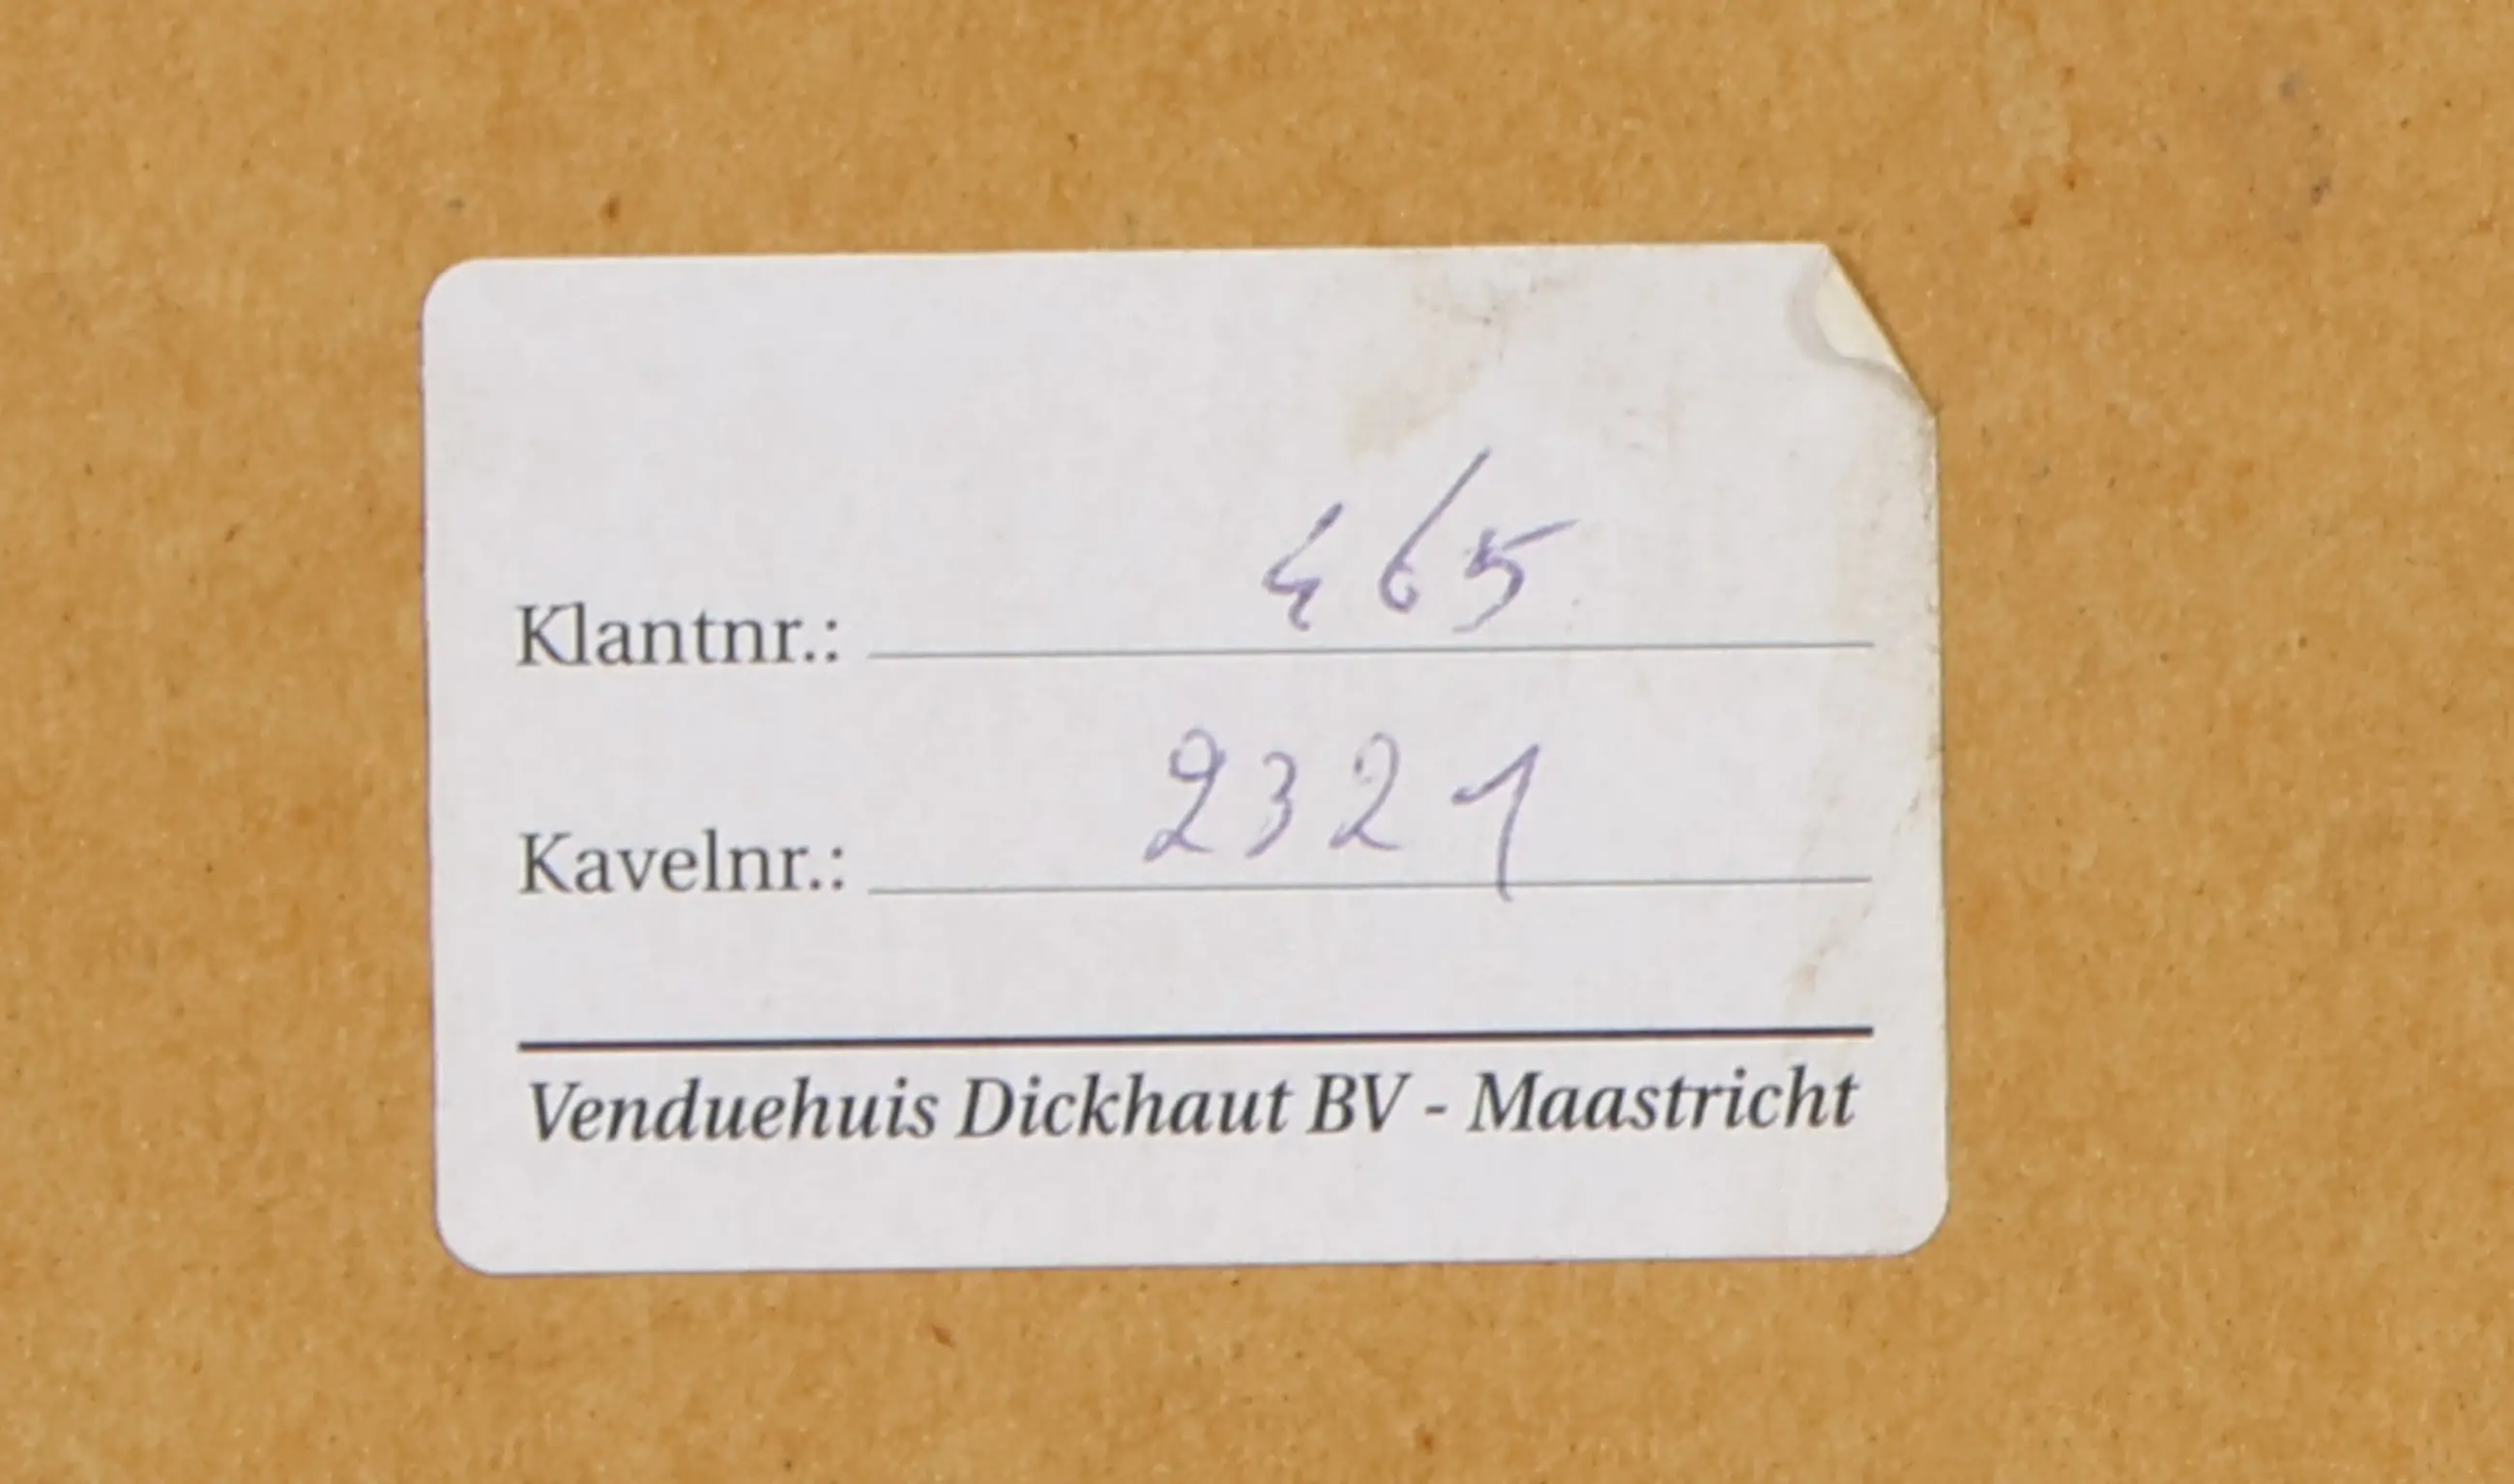 Klantnr.: 465
Kavelnr.: 2321
Venduehuis Dickhaut BV - Maastricht